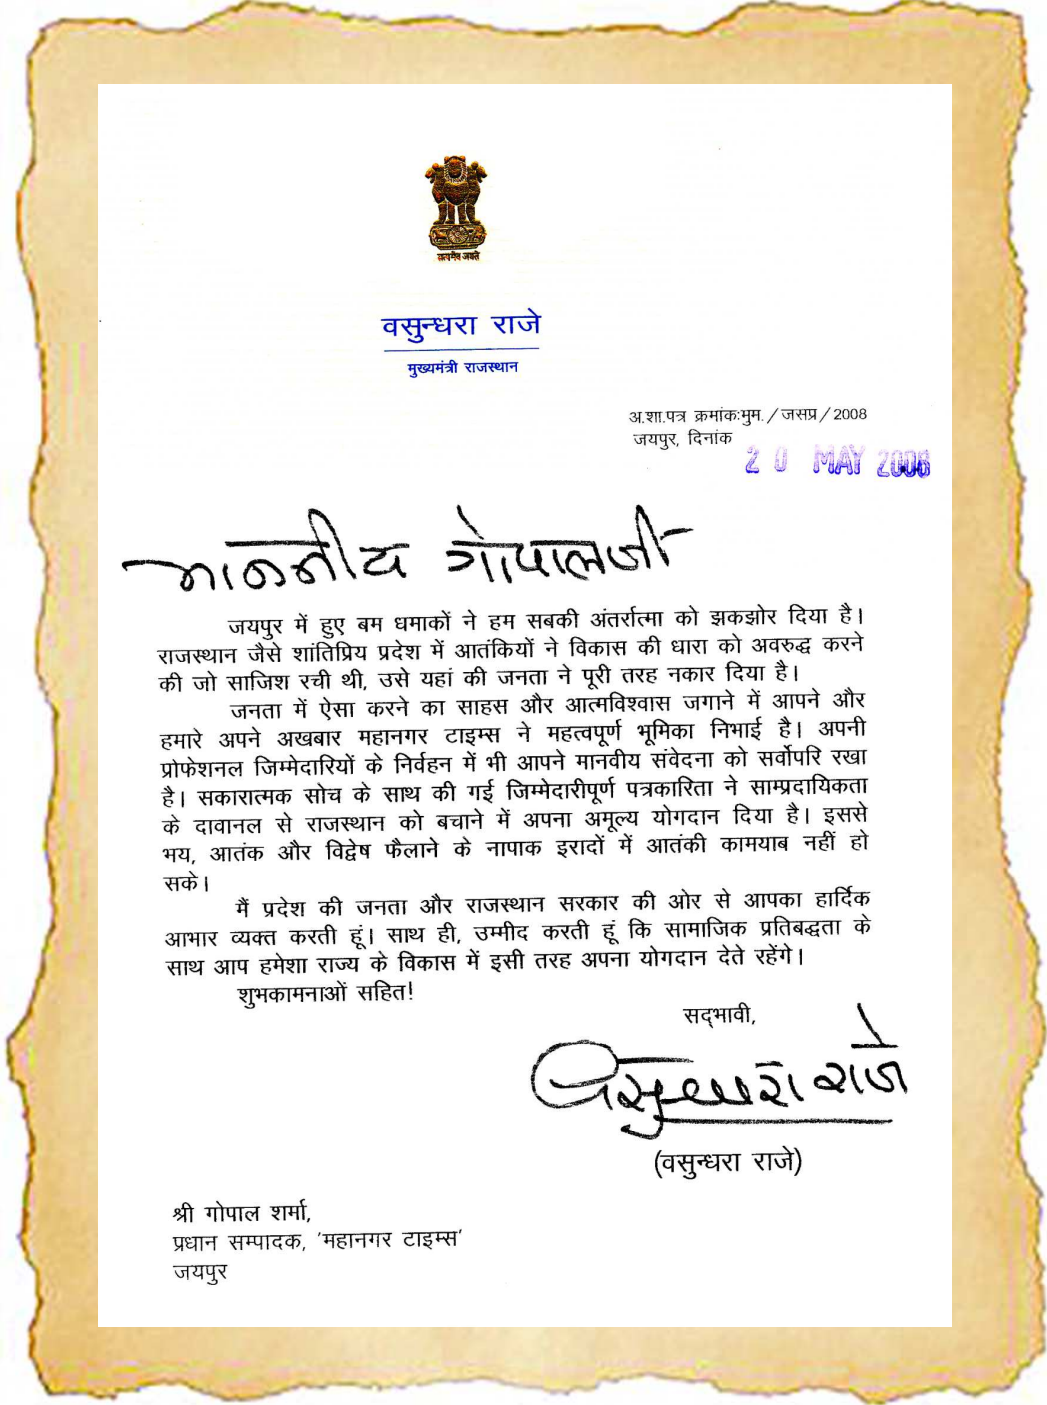 सत्यमेव जयते
वसुन्धरा राजे
मुख्यमंत्री राजस्थान
अ.शा.पत्र क्रमांक:मुम./जसप्र/2008
जयपुर, दिनांक
20 MAY 2008
माननीय गोपालजी
जयपुर में हुए बम धमाकों ने हम सबकी अंतर्रात्मा को झकझोर दिया है।
राजस्थान जैसे शांतिप्रिय प्रदेश में आतंकियों ने विकास की धारा को अवरुद्ध करने
की जो साजिश रची थी, उसे यहां की जनता ने पूरी तरह नकार दिया है।
जनता में ऐसा करने का साहस और आत्मविश्वास जगाने में आपने और
हमारे अपने अखबार महानगर टाइम्स ने महत्वपूर्ण भूमिका निभाई है। अपनी
प्रोफेशनल जिम्मेदारियों के निर्वहन में भी आपने मानवीय संवेदना को सर्वोपरि रखा
है। सकारात्मक सोच के साथ की गई जिम्मेदारीपूर्ण पत्रकारिता ने साम्प्रदायिकता
के दावानल से राजस्थान को बचाने में अपना अमूल्य योगदान दिया है। इससे
भय, आतंक और विद्वेष फैलाने के नापाक इरादों में आतंकी कामयाब नहीं हो
सके।
मैं प्रदेश की जनता और राजस्थान सरकार की ओर से आपका हार्दिक
आभार व्यक्त करती हूं। साथ ही, उम्मीद करती हूं कि सामाजिक प्रतिबद्धता के
साथ आप हमेशा राज्य के विकास में इसी तरह अपना योगदान देते रहेंगे।
शुभकामनाओं सहित!
सद्‌भावी,
वसुन्धरा राजे
(वसुन्धरा राजे)
श्री गोपाल शर्मा,
प्रधान सम्पादक, 'महानगर टाइम्स'
जयपुर